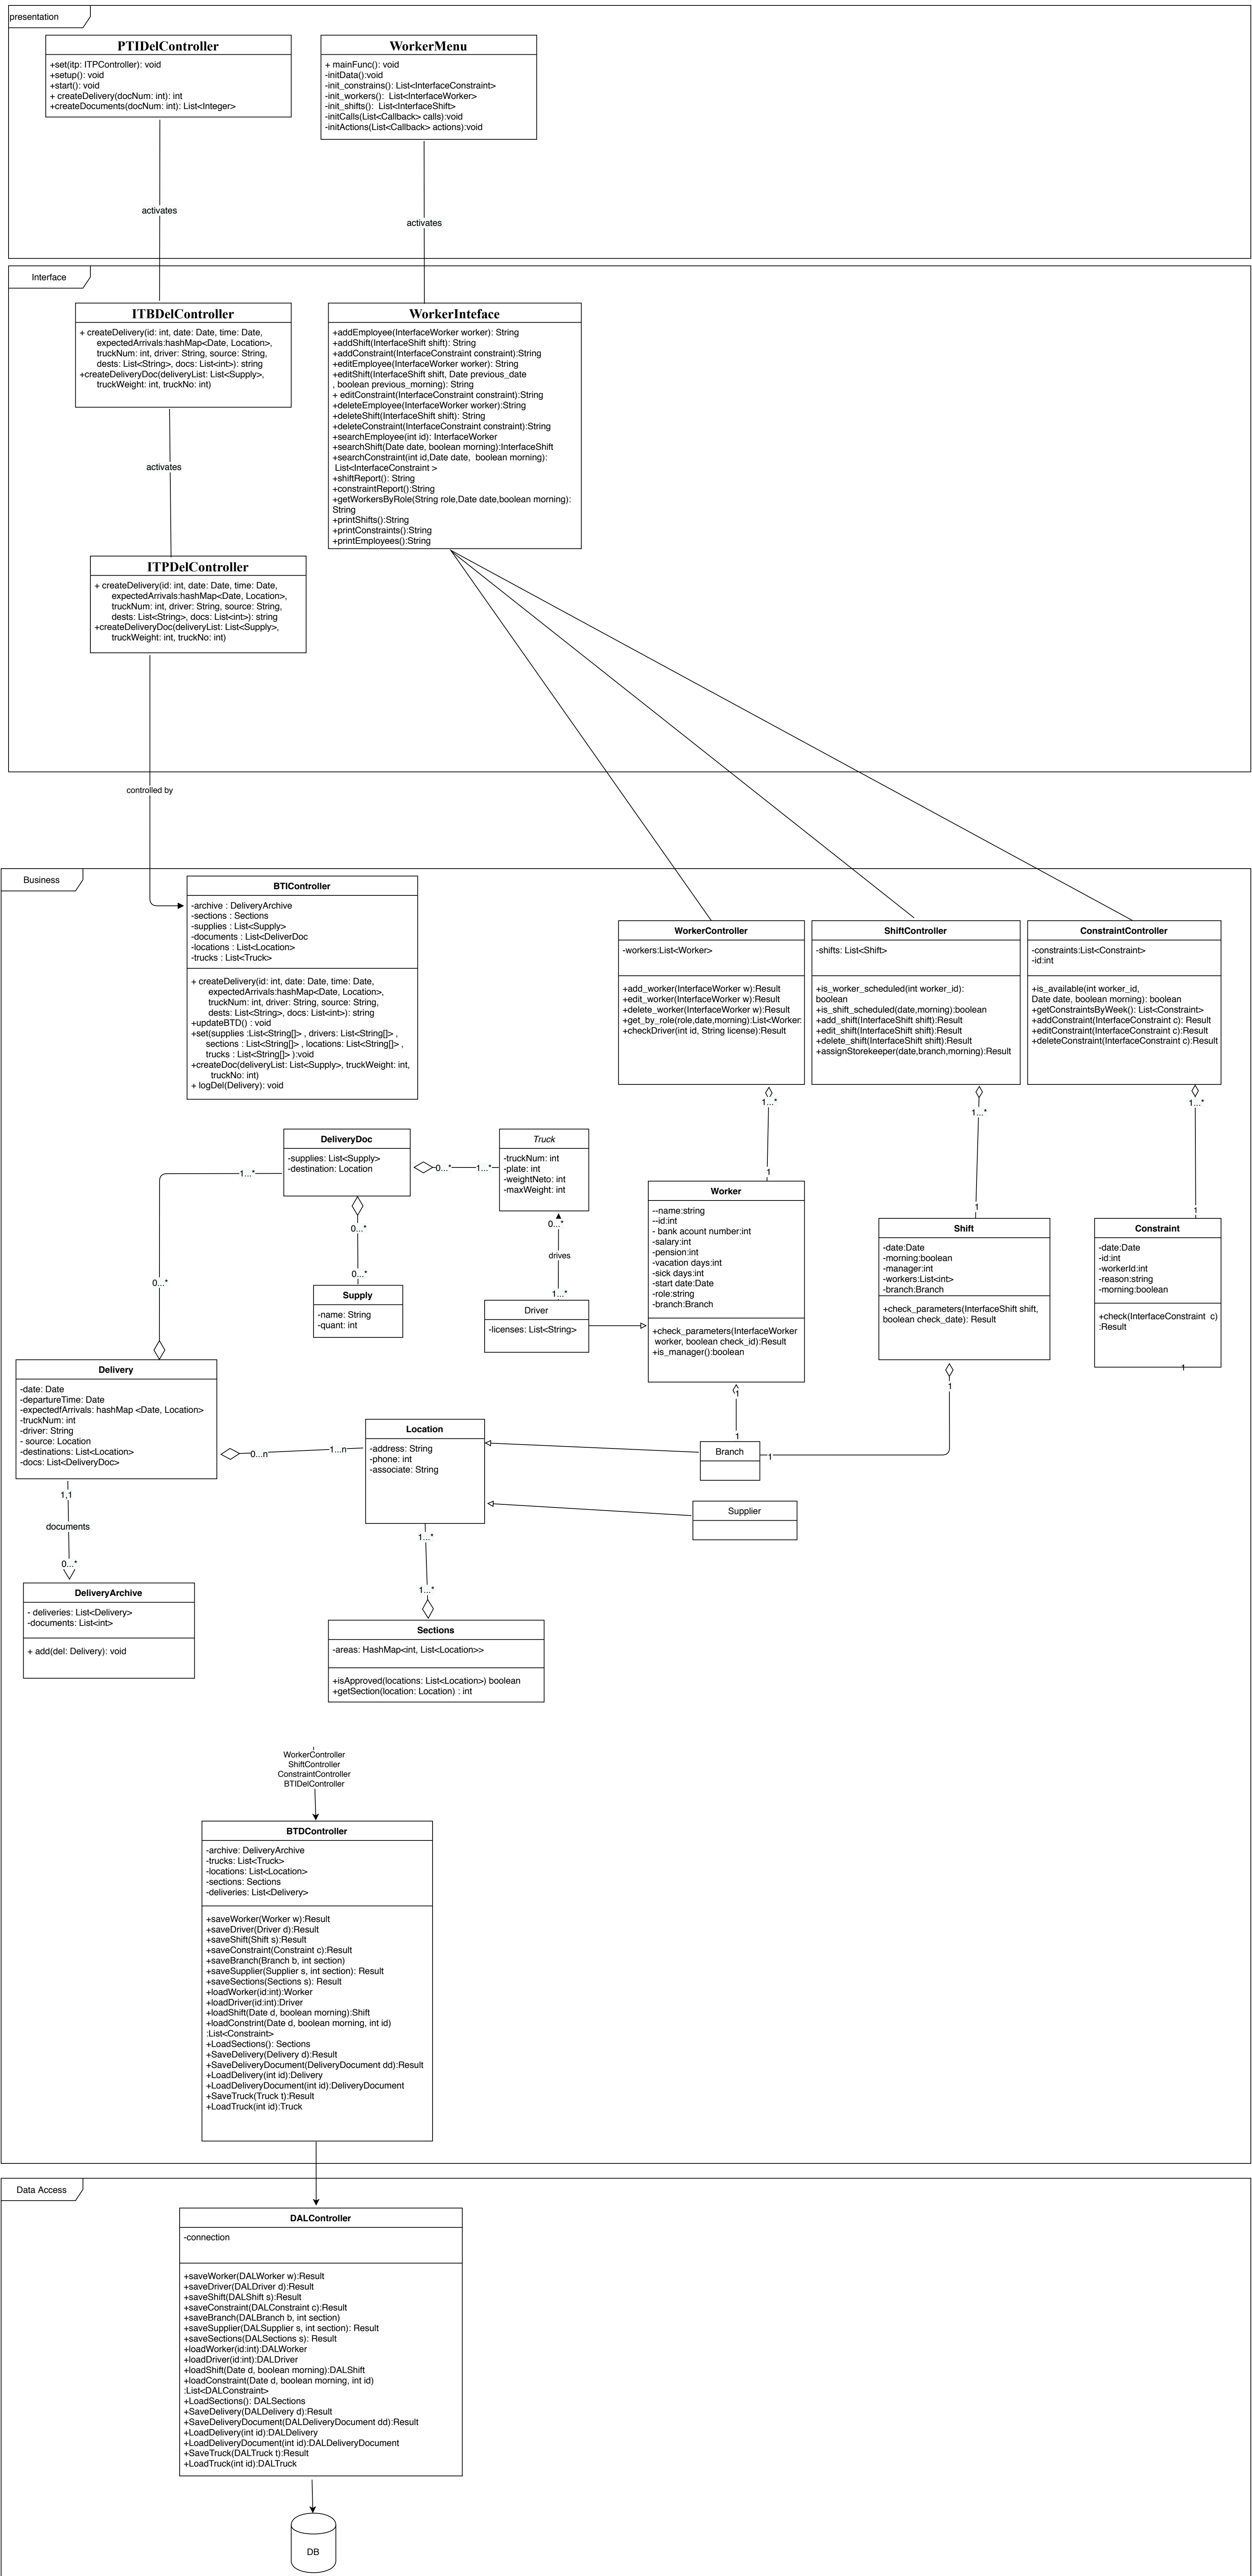 presentation
PTIDelController
+set(itp: ITPController): void
+setup(): void
+start(): void
+ createDelivery(docNum: int): int
+createDocuments(docNum: int): List<Integer>
WorkerMenu
+ mainFunc(): void
-initData():void
-init_constrains(): List<InterfaceConstraint>
-init_workers():  List<InterfaceWorker>
-init_shifts():  List<InterfaceShift>
-initCalls(List<Callback> calls):void
-initActions(List<Callback> actions):void
activates
activates
Interface
ITBDelController
+ createDelivery(id: int, date: Date, time: Date,
expectedArrivals:hashMap<Date, Location>,
truckNum: int, driver: String, source: String,
dests: List<String>, docs: List<int>): string
+createDeliveryDoc(deliveryList: List<Supply>,
truckWeight: int, truckNo: int)
WorkerInteface
+addEmployee(InterfaceWorker worker): String
+addShift(InterfaceShift shift): String
+addConstraint(InterfaceConstraint constraint):String
+editEmployee(InterfaceWorker worker): String
+editShift(InterfaceShift shift, Date previous_date
, boolean previous_morning): String
+ editConstraint(InterfaceConstraint constraint):String
+deleteEmployee(InterfaceWorker worker):String
+deleteShift(InterfaceShift shift): String
+deleteConstraint(InterfaceConstraint constraint):String
+searchEmployee(int id): InterfaceWorker
+searchShift(Date date, boolean morning):InterfaceShift
+searchConstraint(int id,Date date,  boolean morning):
List<InterfaceConstraint >
+shiftReport(): String
+constraintReport():String
+getWorkersByRole(String role,Date date,boolean morning):
String
+printShifts():String
+printConstraints():String
+printEmployees():String
activates
ITPDelController
+ createDelivery(id: int, date: Date, time: Date,
expectedArrivals:hashMap<Date, Location>,
truckNum: int, driver: String, source: String,
dests: List<String>, docs: List<int>): string
+createDeliveryDoc(deliveryList: List<Supply>,
truckWeight: int, truckNo: int)
controlled by
Business
BTIController
-archive : DeliveryArchive
-sections : Sections
-supplies : List<Supply>
-documents : List<DeliverDoc
-locations : List<Location>
-trucks : List<Truck>
+ createDelivery(id: int, date: Date, time: Date,
expectedArrivals:hashMap<Date, Location>,
truckNum: int, driver: String, source: String,
dests: List<String>, docs: List<int>): string
+updateBTD() : void
+set(supplies :List<String[]> , drivers: List<String[]> ,
sections : List<String[]> , locations: List<String[]> ,
trucks : List<String[]> ):void
+createDoc(deliveryList: List<Supply>, truckWeight: int,
truckNo: int)
+ logDel(Delivery): void
WorkerController
-workers:List<Worker>
+add_worker(InterfaceWorker w):Result
+edit_worker(InterfaceWorker w):Result
+delete_worker(InterfaceWorker w):Result
+get_by_role(role,date,morning):List<Worker>
+checkDriver(int id, String license):Result
ShiftController
-shifts: List<Shift>
+is_worker_scheduled(int worker_id):
boolean
+is_shift_scheduled(date,morning):boolean
+add_shift(InterfaceShift shift):Result
+edit_shift(InterfaceShift shift):Result
+delete_shift(InterfaceShift shift):Result
+assignStorekeeper(date,branch,morning):Result
ConstraintController
-constraints:List<Constraint>
-id:int
+is_available(int worker_id,
Date date, boolean morning): boolean
+getConstraintsByWeek(): List<Constraint>
+addConstraint(InterfaceConstraint c): Result
+editConstraint(InterfaceConstraint c):Result
+deleteConstraint(InterfaceConstraint c):Result
1...*
1...*
1...*
DeliveryDoc
-supplies: List<Supply>
-destination: Location
0...*
1...*
Truck
-truckNum: int
-plate: int
-weightNeto: int
-maxWeight: int
1...*
1
1
1
0...*
0...*
0...*
drives
1...*
Supply
-name: String
-quant: int
Driver
-licenses: List<String>
Worker
--name:string
--id:int
- bank acount number:int
-salary:int
-pension:int
-vacation days:int
-sick days:int
-start date:Date
-role:string
-branch:Branch
+check_parameters(InterfaceWorker
worker, boolean check_id):Result
+is_manager():boolean
Shift
-date:Date
-morning:boolean
-manager:int
-workers:List<int>
-branch:Branch
+check_parameters(InterfaceShift shift,
boolean check_date): Result
Constraint
-date:Date
-id:int
-workerId:int
-reason:string
-morning:boolean
+check(InterfaceConstraint  c)
:Result
1
0...*
Delivery
-date: Date
-departureTime: Date
-expectedfArrivals: hashMap <Date, Location>
-truckNum: int
-driver: String
- source: Location
-destinations: List<Location>
-docs: List<DeliveryDoc>
0...n
1...n
Location
-address: String
-phone: int
-associate: String
1
1
1
1
Branch
Supplier
1,1
documents
0...*
DeliveryArchive
- deliveries: List<Delivery>
-documents: List<int>
+ add(del: Delivery): void
1...*
1...*
Sections
-areas: HashMap<int, List<Location>>
+isApproved(locations: List<Location>) boolean
+getSection(location: Location) : int
WorkerController
ShiftController
ConstraintController
BTIDelController
BTDController
-archive: DeliveryArchive
-trucks: List<Truck>
-locations: List<Location>
-sections: Sections
-deliveries: List<Delivery>
+saveWorker(Worker w):Result
+saveDriver(Driver d):Result
+saveShift(Shift s):Result
+saveConstraint(Constraint c):Result
+saveBranch(Branch b, int section)
+saveSupplier(Supplier s, int section): Result
+saveSections(Sections s): Result
+loadWorker(id:int):Worker
+loadDriver(id:int):Driver
+loadShift(Date d, boolean morning):Shift
+loadConstrint(Date d, boolean morning, int id)
:List<Constraint>
+LoadSections(): Sections
+SaveDelivery(Delivery d):Result
+SaveDeliveryDocument(DeliveryDocument dd):Result
+LoadDelivery(int id):Delivery
+LoadDeliveryDocument(int id):DeliveryDocument
+SaveTruck(Truck t):Result
+LoadTruck(int id):Truck
Data Access
DALController
-connection
+saveWorker(DALWorker w):Result
+saveDriver(DALDriver d):Result
+saveShift(DALShift s):Result
+saveConstraint(DALConstraint c):Result
+saveBranch(DALBranch b, int section)
+saveSupplier(DALSupplier s, int section): Result
+saveSections(DALSections s): Result
+loadWorker(id:int):DALWorker
+loadDriver(id:int):DALDriver
+loadShift(Date d, boolean morning):DALShift
+loadConstraint(Date d, boolean morning, int id)
:List<DALConstraint>
+LoadSections(): DALSections
+SaveDelivery(DALDelivery d):Result
+SaveDeliveryDocument(DALDeliveryDocument dd):Result
+LoadDelivery(int id):DALDelivery
+LoadDeliveryDocument(int id):DALDeliveryDocument
+SaveTruck(DALTruck t):Result
+LoadTruck(int id):DALTruck
DB